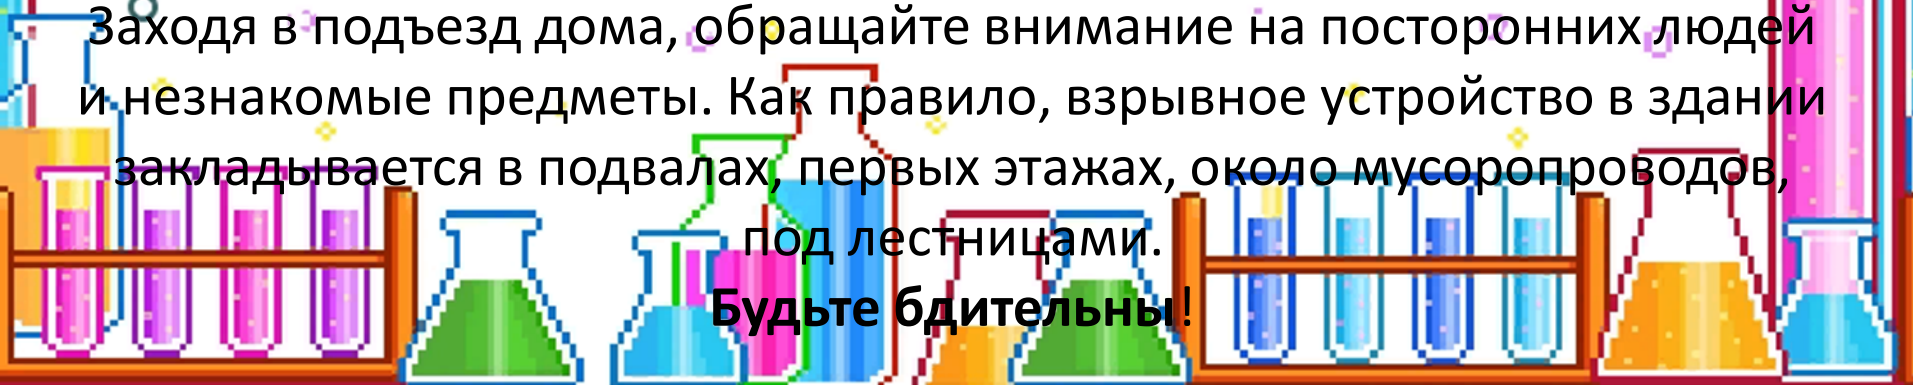 Заходя в подъезд дома, обращайте внимание на посторонних людей
и незнакомые предметы. Как правило, взрывное устройство в здании
закладывается в подвалах, первых этажах, около мусоропроводов,
под лестницами.
Будьте бдительны!